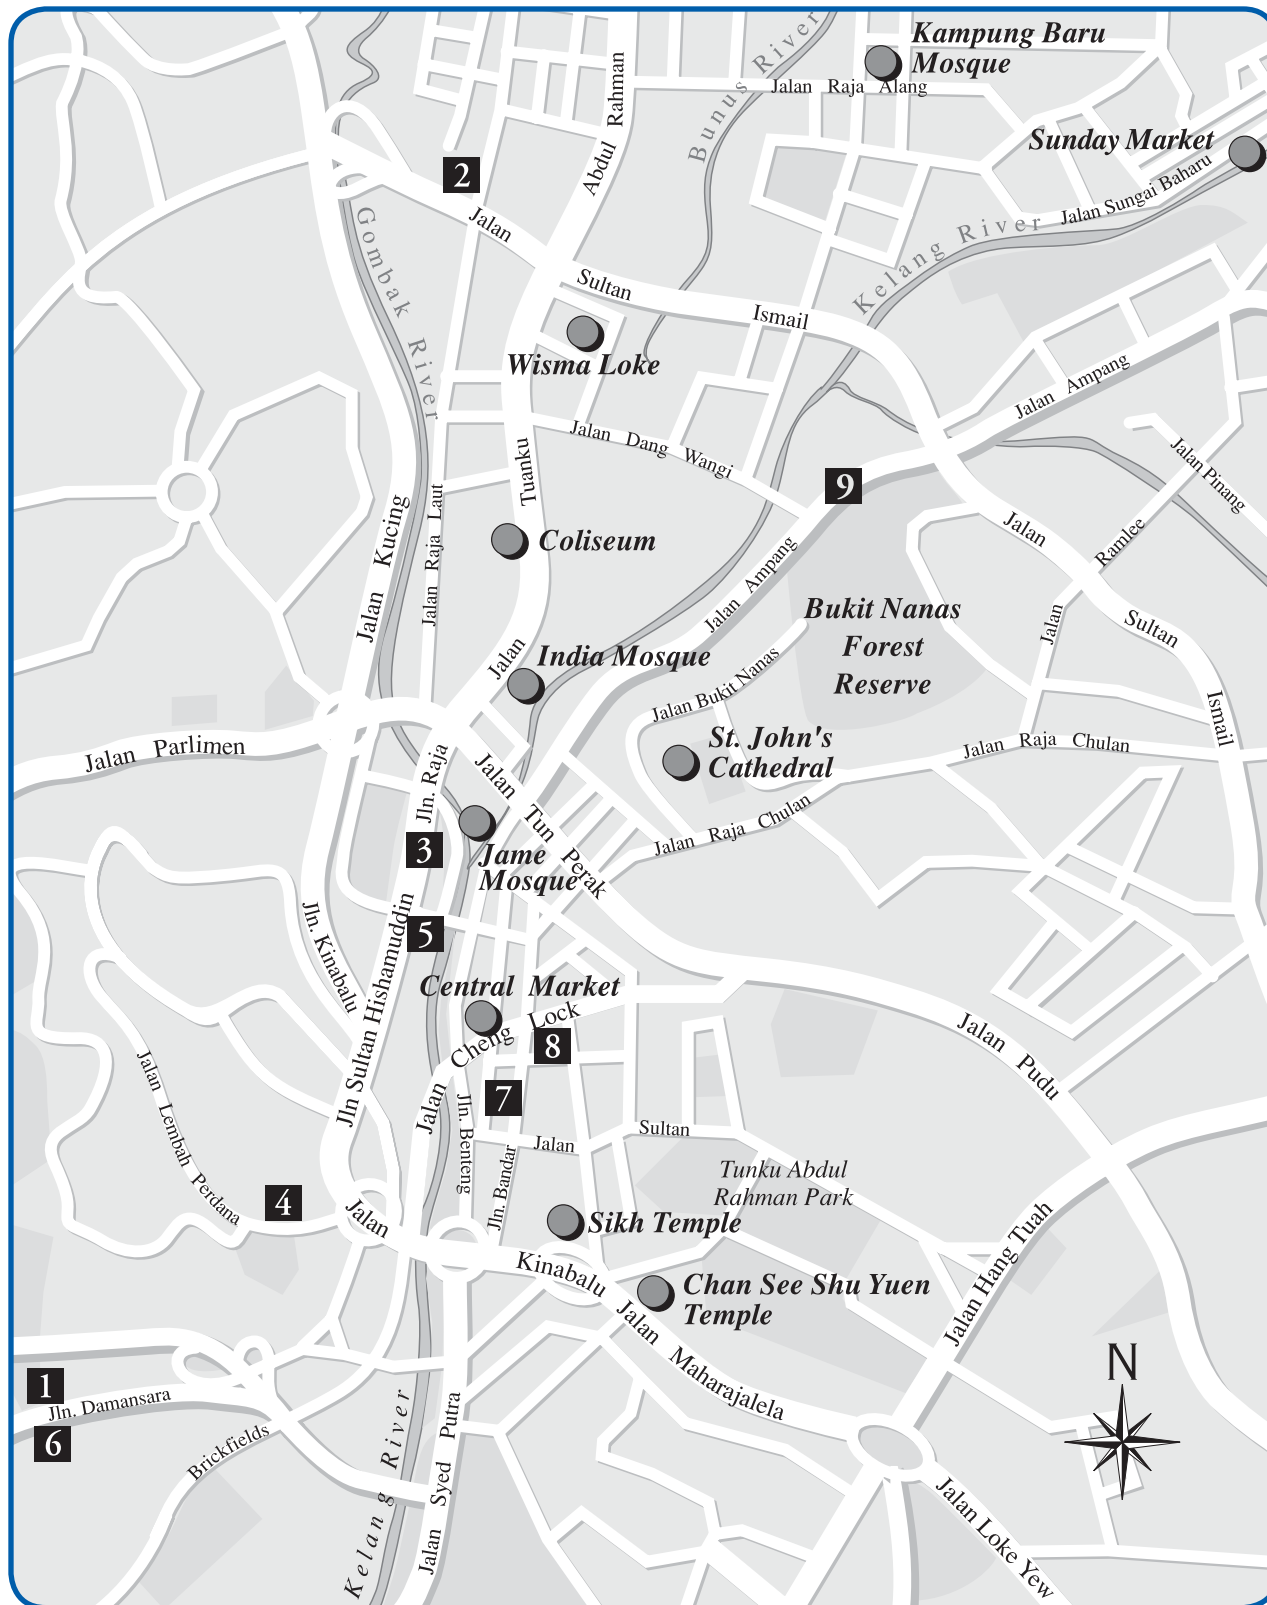 Kampung Baru
Mosque
Jalan Raja Alang
Bunus River
Abdul Rahman
Sunday Market
Jalan Sungai Baharu
2
Jalan
Sultan
Ismail
Gombak River
Kelang River
Wisma Loke
Jalan Ampang
Jalan Dang Wangi
Tuanku
Jalan Pinang
9
Jalan Kucing
Jalan Raja Laut
Coliseum
Jalan
Ramlee
Jalan Ampang
Bukit Nanas
Forest
Reserve
Jalan
Sultan
Ismail
Jalan
India Mosque
Jalan Bukit Nanas
St. John's
Cathedral
Jalan Parlimen
Jln. Raja
Jalan Tun Perak
Jalan Raja Chulan
Jalan Raja Chulan
3
Jame
Mosque
5
Jln. Kinabalu
Jln Sultan Hishamuddin
Central Market
Jalan Cheng Lock
8
7
Jalan Pudu
Jalan Lembah Perdana
Jln. Benteng
Jln. Bandar
Jalan
Sultan
Tunku Abdul
Rahman Park
4
Jalan
Kinabalu
Sikh Temple
Chan See Shu Yuen
Temple
Jalan Hang Tuah
Jalan Maharajalela
N
1
Jln. Damansara
6
Brickfields
Kelang River
Jalan Syed Putra
Jalan Loke Yew